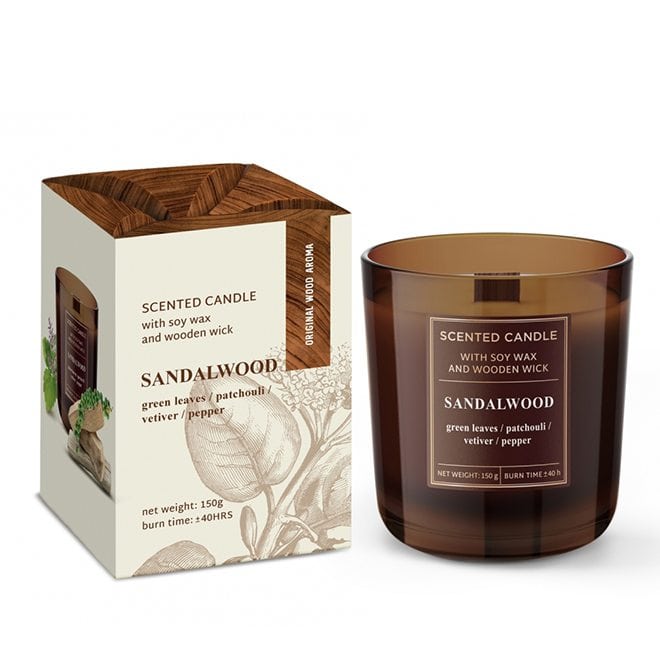 SCENTED CANDLE
with soy wax
and wooden wick
SANDALWOOD
green leaves / patchouli /
vetiver / pepper
net weight: 150g
burn time: ±40HRS
ORIGINAL WOOD AROMA
SCENTED CANDLE
WITH SOY WAX
AND WOODEN WICK
SANDALWOOD
green leaves / patchouli /
vetiver / pepper
NET WEIGHT: 150 g | BURN TIME ±40 h